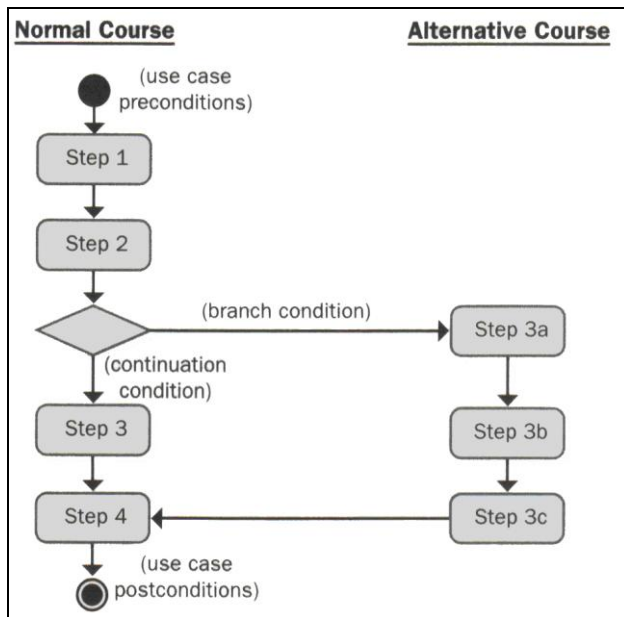 Normal Course
Alternative Course
(use case
preconditions)
Step 1
Step 2
(branch condition)
Step 3a
(continuation
condition)
Step 3
Step 3b
Step 4
Step 3c
(use case
postconditions)